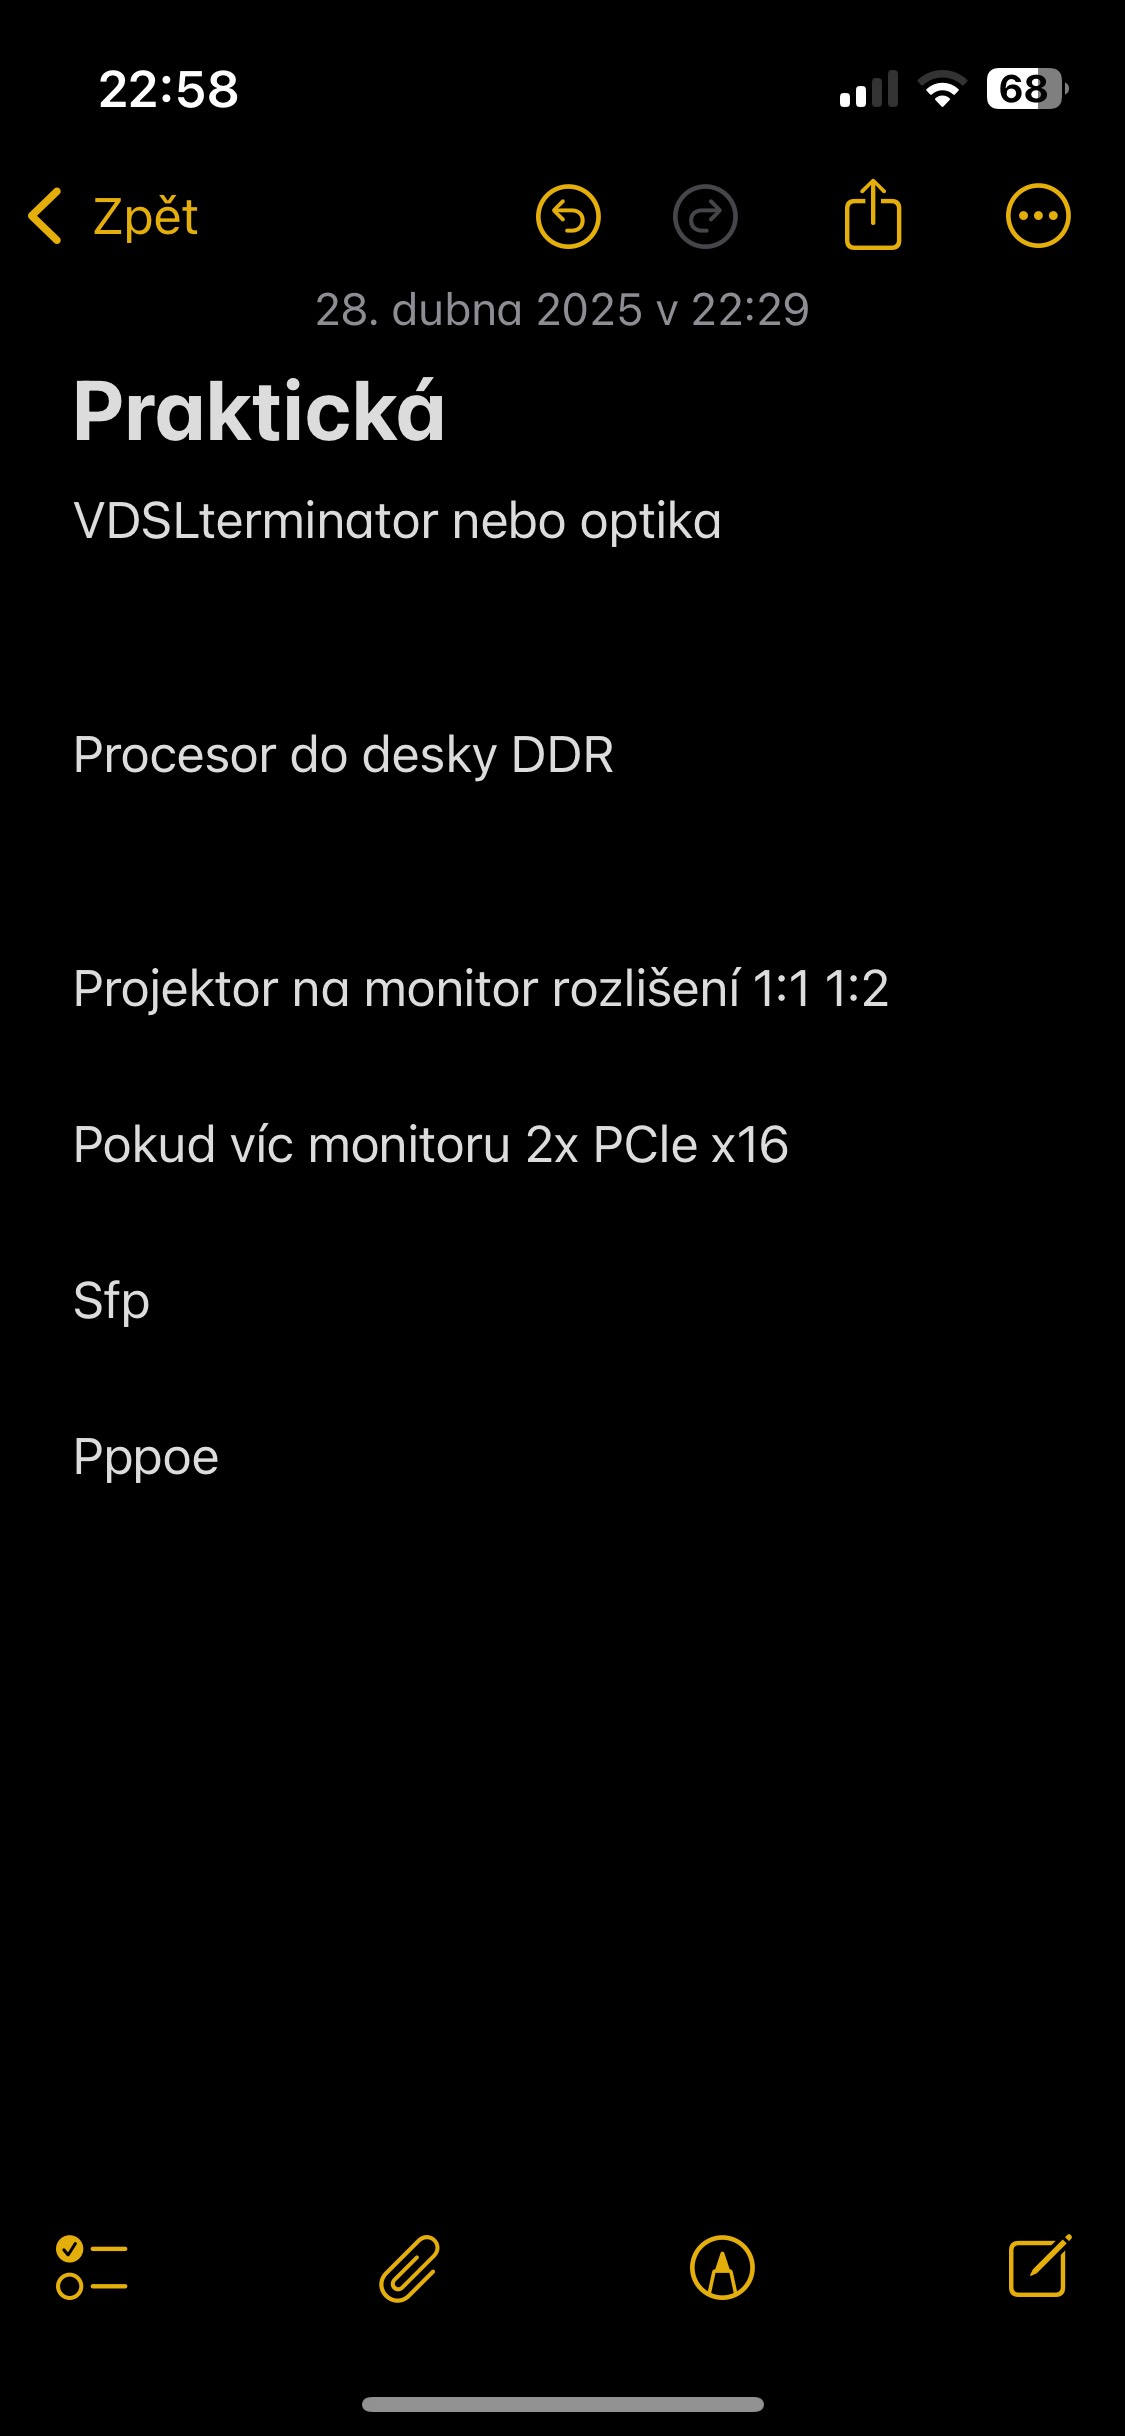 22:58
68
Zpět
28. dubna 2025 v 22:29
Praktická
VDSLterminator nebo optika
Procesor do desky DDR
Projektor na monitor rozlišení 1:1 1:2
Pokud víc monitoru 2x PCIe x16
Sfp
Pppoe